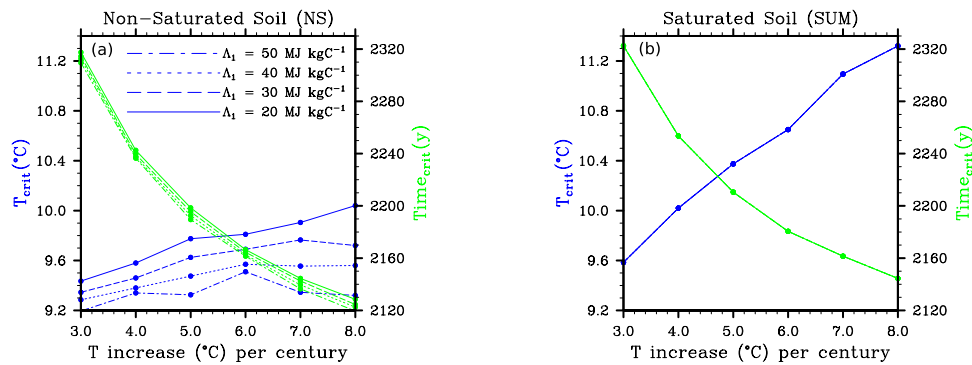 Non-Saturated Soil (NS)
(a)
Λ₁ = 50 MJ kgC⁻¹
Λ₁ = 40 MJ kgC⁻¹
Λ₁ = 30 MJ kgC⁻¹
Λ₁ = 20 MJ kgC⁻¹
T_crit(°C)
11.2
10.8
10.4
10.0
9.6
9.2
2320
2280
2240
2200
2160
2120
Time_crit(y)
3.0 4.0 5.0 6.0 7.0 8.0
T increase (°C) per century
Saturated Soil (SUM)
(b)
T_crit(°C)
11.2
10.8
10.4
10.0
9.6
9.2
2320
2280
2240
2200
2160
2120
Time_crit(y)
3.0 4.0 5.0 6.0 7.0 8.0
T increase (°C) per century